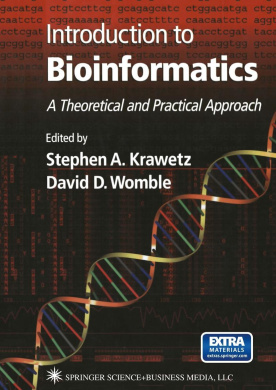 Introduction to
Bioinformatics
A Theoretical and Practical Approach
Edited by
Stephen A. Krawetz
David D. Womble
EXTRA
MATERIALS
extras.springer.com
SPRINGER SCIENCE+BUSINESS MEDIA, LLC